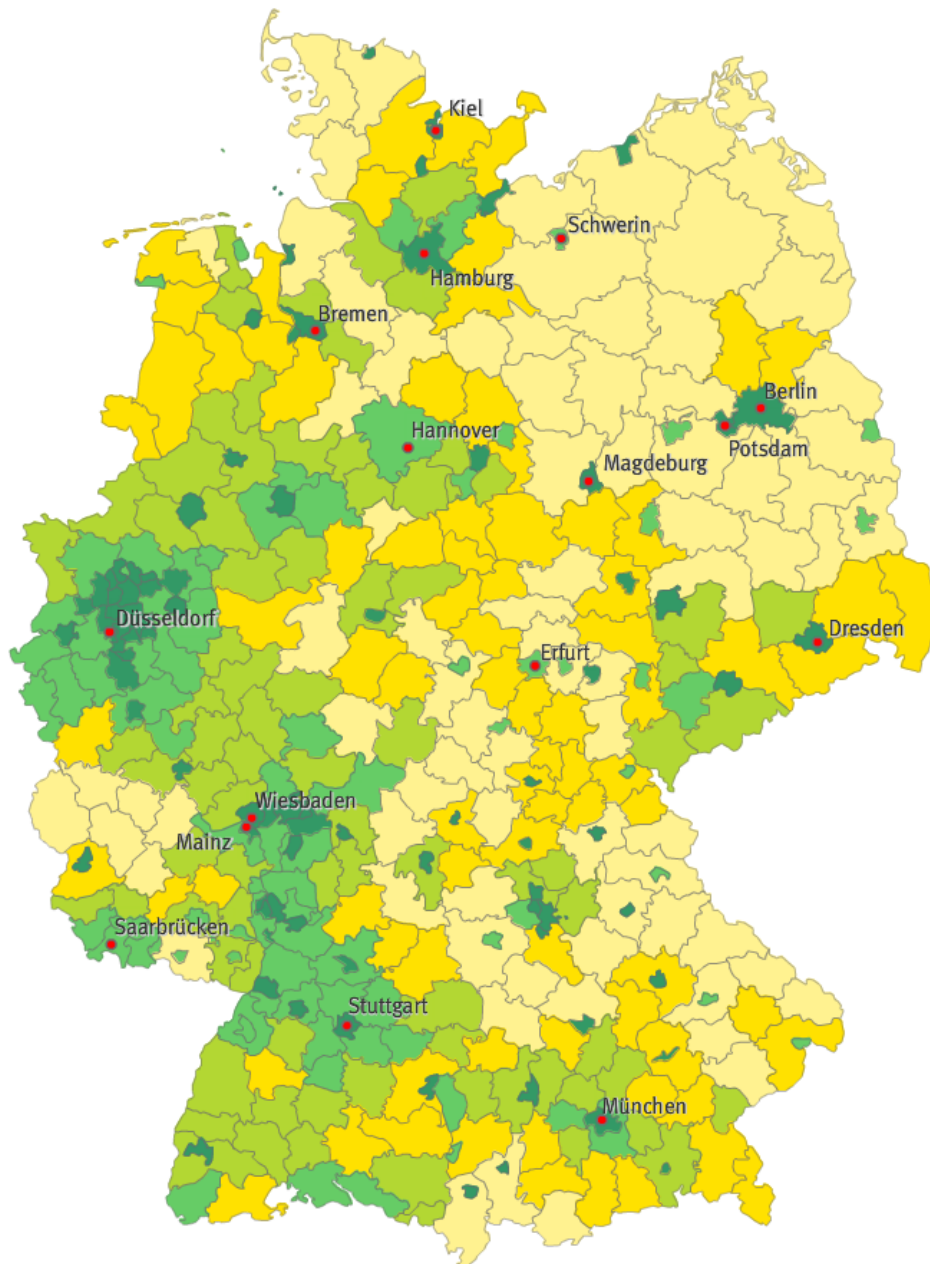 Kiel
Schwerin
Hamburg
Bremen
Berlin
Hannover
Potsdam
Magdeburg
Düsseldorf
Dresden
Erfurt
Wiesbaden
Mainz
Saarbrücken
Stuttgart
München